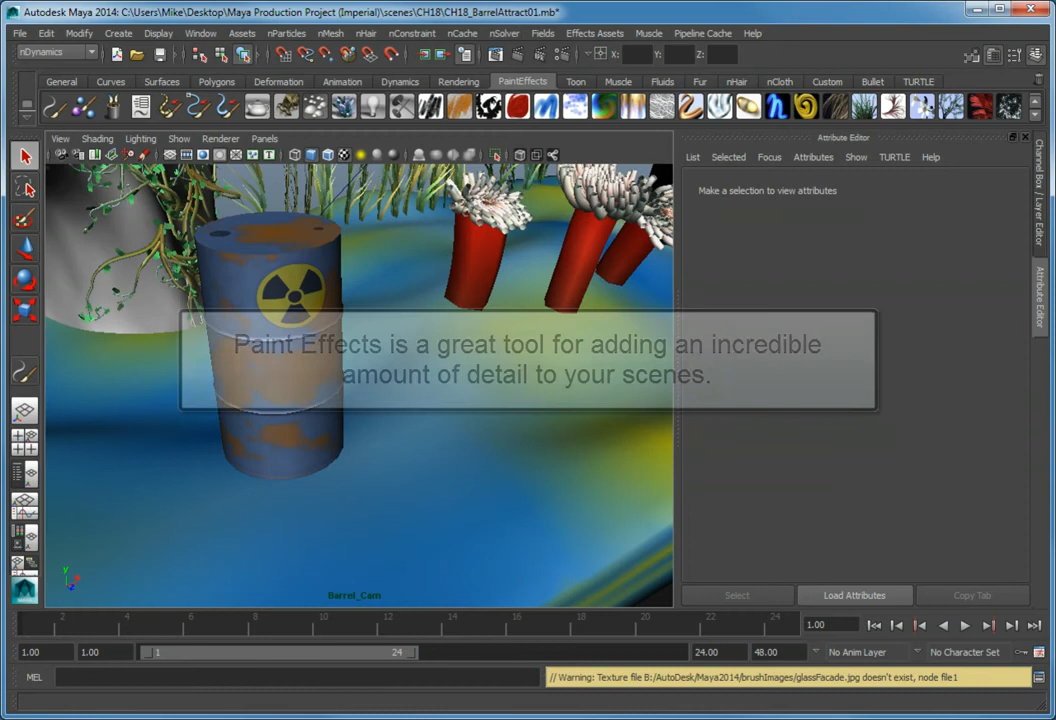 Autodesk Maya 2014: C:\Users\Mike\Desktop\Maya Production Project (Imperial)\scenes\CH18\CH18_BarrelAttract01.mb*
File Edit Modify Create Display Window Assets nParticles nMesh nHair nConstraint nCache nSolver Fields Effects Assets Muscle Pipeline Cache Help
nDynamics X: Y: Z:
General Curves Surfaces Polygons Deformation Animation Dynamics Rendering PaintEffects Toon Muscle Fluids Fur nHair nCloth Custom Bullet TURTLE
View Shading Lighting Show Renderer Panels
Attribute Editor
List Selected Focus Attributes Show TURTLE Help
Make a selection to view attributes
Channel Box / Layer Editor
Attribute Editor
Paint Effects is a great tool for adding an incredible
amount of detail to your scenes.
y
Barrel_Cam
Select Load Attributes Copy Tab
2 4 6 8 10 12 14 16 18 20 22 24 1.00
1.00 1.00 1 24 24.00 48.00 No Anim Layer No Character Set
MEL // Warning: Texture file B:/AutoDesk/Maya2014/brushImages/glassFacade.jpg doesn't exist, node file1